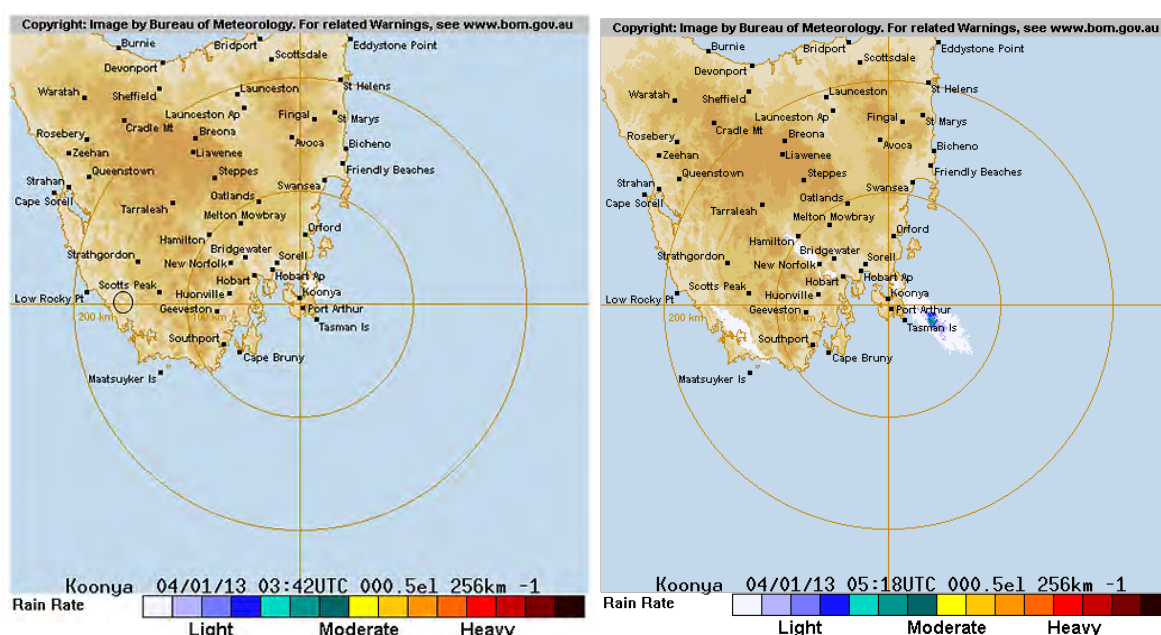 Copyright: Image by Bureau of Meteorology. For related Warnings, see www.bom.gov.au
Burnie
Bridport
Eddystone Point
Scottsdale
Devonport
St Helens
Waratah
Sheffield
Launceston
Launceston Ap
Fingal
St Marys
Cradle Mt
Rosebery
Breona
Avoca
Bicheno
Zeehan
Liawenee
Friendly Beaches
Queenstown
Steppes
Swansea
Strahan
Oatlands
Cape Sorell
Tarraleah
Melton Mowbray
Hamilton
Orford
Bridgewater
Strathgordon
New Norfolk
Sorell
Hobart
Hobart Ap
Scotts Peak
Low Rocky Pt
Huonville
Koonya
Geeveston
Port Arthur
200 km
100 km
Tasman Is
Southport
Cape Bruny
Maatsuyker Is
Koonya 04/01/13 03:42UTC 000.5el 256km -1
Rain Rate
Light Moderate Heavy
Copyright: Image by Bureau of Meteorology. For related Warnings, see www.bom.gov.au
Burnie
Bridport
Eddystone Point
Scottsdale
Devonport
St Helens
Waratah
Sheffield
Launceston
Launceston Ap
Fingal
St Marys
Cradle Mt
Rosebery
Breona
Avoca
Bicheno
Zeehan
Liawenee
Friendly Beaches
Queenstown
Steppes
Swansea
Strahan
Oatlands
Cape Sorell
Tarraleah
Melton Mowbray
Hamilton
Orford
Bridgewater
Strathgordon
New Norfolk
Sorell
Hobart
Hobart Ap
Scotts Peak
Low Rocky Pt
Huonville
Koonya
Geeveston
Port Arthur
200 km
100 km
Tasman Is
Southport
Cape Bruny
Maatsuyker Is
Koonya 04/01/13 05:18UTC 000.5el 256km -1
Rain Rate
Light Moderate Heavy